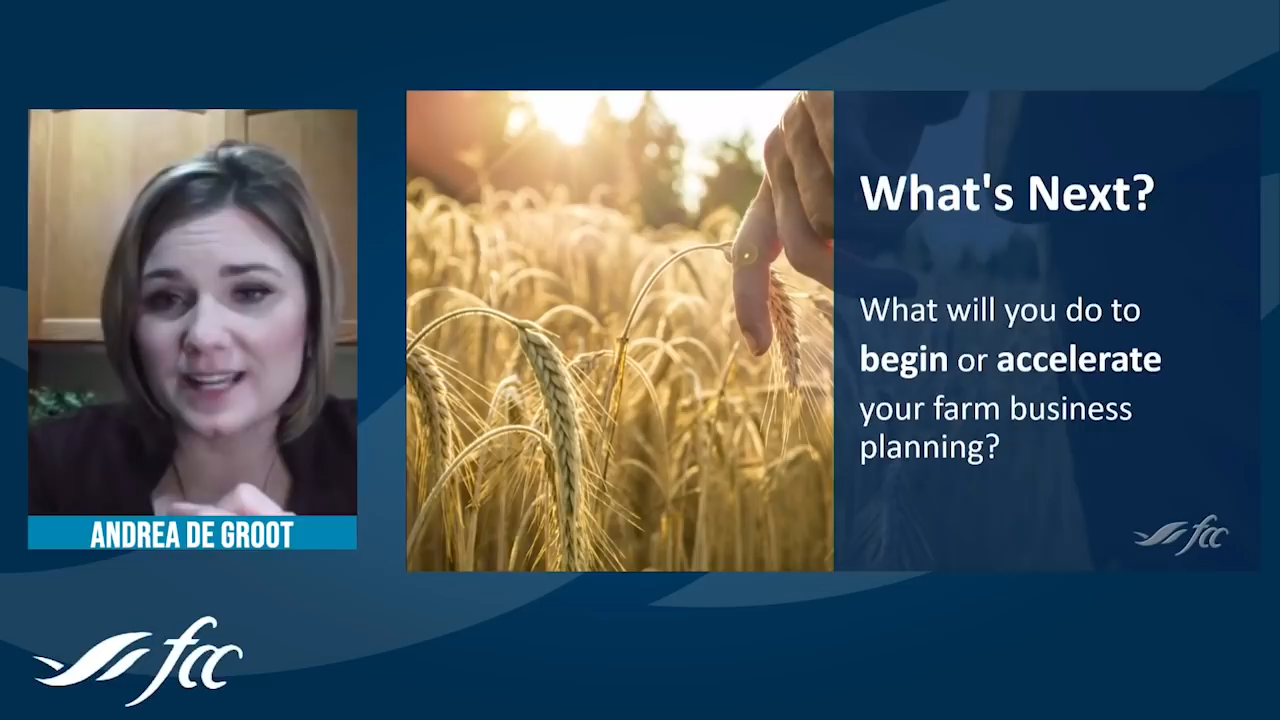 What's Next?
What will you do to
begin or accelerate
your farm business
planning?
fcc
ANDREA DE GROOT
fcc